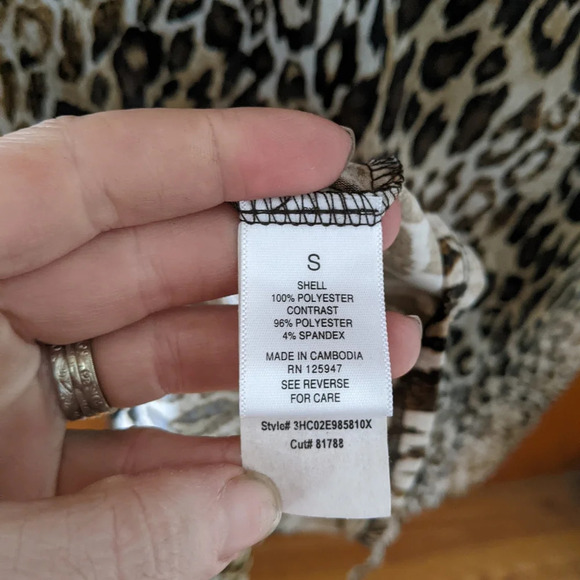 S
SHELL
100% POLYESTER
CONTRAST
96% POLYESTER
4% SPANDEX
MADE IN CAMBODIA
RN 125947
SEE REVERSE
FOR CARE
Style# 3HC02E985810X
Cut# 81788